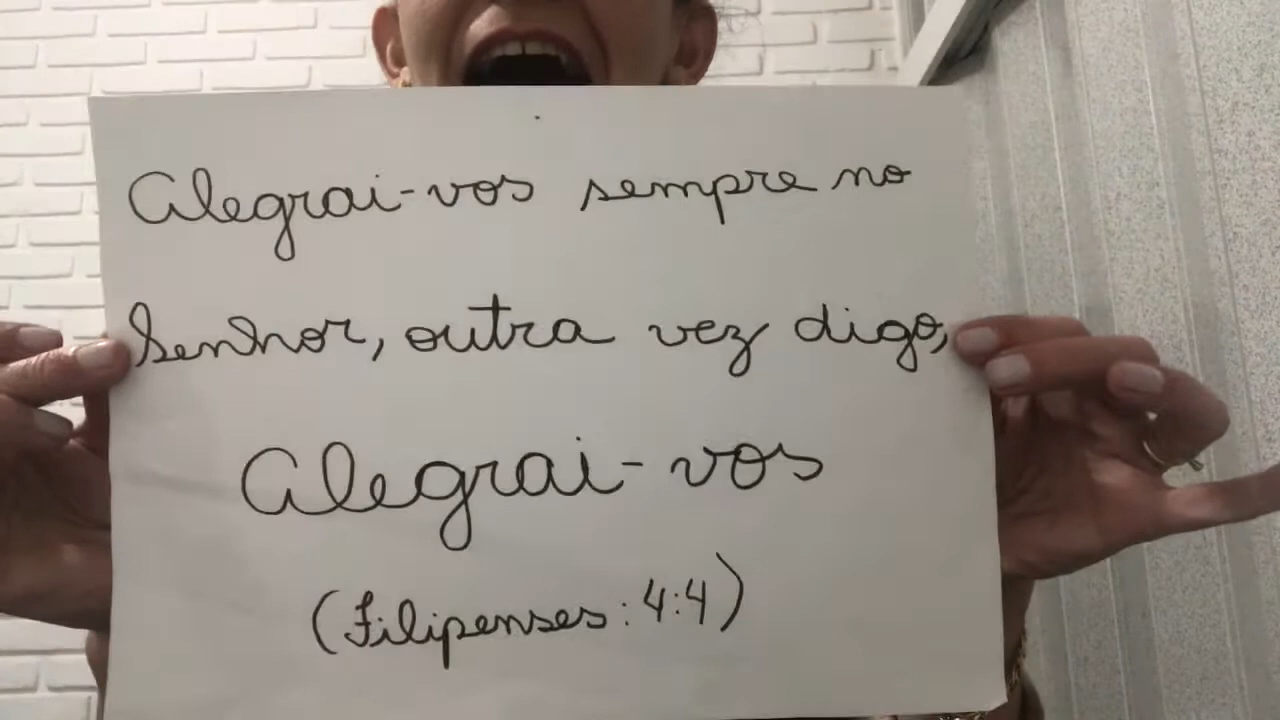 Alegrai-vos sempre no
Senhor, outra vez digo,
Alegrai-vos
(Filipenses: 4:4)